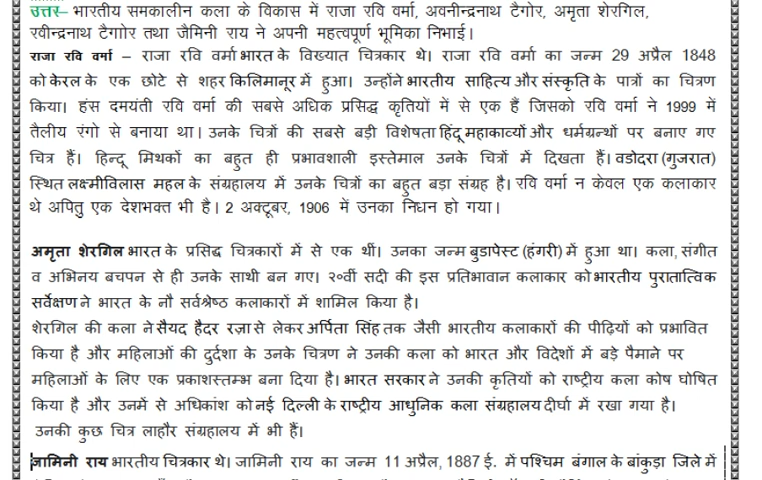 उत्तर– भारतीय समकालीन कला के विकास में राजा रवि वर्मा, अवनीन्द्रनाथ टैगोर, अमृता शेरगिल,
रवीन्द्रनाथ टैगाोर तथा जैमिनी राय ने अपनी महत्वपूर्ण भूमिका निभाई।
राजा रवि वर्मा – राजा रवि वर्मा भारत के विख्यात चित्रकार थे। राजा रवि वर्मा का जन्म 29 अप्रैल 1848
को केरल के एक छोटे से शहर किलिमानूर में हुआ। उन्होंने भारतीय साहित्य और संस्कृति के पात्रों का चित्रण
किया। हंस दमयंती रवि वर्मा की सबसे अधिक प्रसिद्ध कृतियों में से एक हैं जिसको रवि वर्मा ने 1999 में
तैलीय रंगो से बनाया था। उनके चित्रों की सबसे बड़ी विशेषता हिंदू महाकाव्यों और धर्मग्रन्थों पर बनाए गए
चित्र हैं। हिन्दू मिथकों का बहुत ही प्रभावशाली इस्तेमाल उनके चित्रों में दिखता हैं। वडोदरा (गुजरात)
स्थित लक्ष्मीविलास महल के संग्रहालय में उनके चित्रों का बहुत बड़ा संग्रह है। रवि वर्मा न केवल एक कलाकार
थे अपितु एक देशभक्त भी है। 2 अक्टूबर, 1906 में उनका निधन हो गया।
अमृता शेरगिल भारत के प्रसिद्ध चित्रकारों में से एक थीं। उनका जन्म बुडापेस्ट (हंगरी) में हुआ था। कला, संगीत
व अभिनय बचपन से ही उनके साथी बन गए। २०वीं सदी की इस प्रतिभावान कलाकार को भारतीय पुरातात्विक
सर्वेक्षण ने भारत के नौ सर्वश्रेष्ठ कलाकारों में शामिल किया है।
शेरगिल की कला ने सैयद हैदर रज़ा से लेकर अर्पिता सिंह तक जैसी भारतीय कलाकारों की पीढ़ियों को प्रभावित
किया है और महिलाओं की दुर्दशा के उनके चित्रण ने उनकी कला को भारत और विदेशों में बड़े पैमाने पर
महिलाओं के लिए एक प्रकाशस्तम्भ बना दिया है। भारत सरकार ने उनकी कृतियों को राष्ट्रीय कला कोष घोषित
किया है और उनमें से अधिकांश को नई दिल्ली के राष्ट्रीय आधुनिक कला संग्रहालय दीर्घा में रखा गया है।
उनकी कुछ चित्र लाहौर संग्रहालय में भी हैं।
जामिनी राय भारतीय चित्रकार थे। जामिनी राय का जन्म 11 अप्रैल, 1887 ई. में पश्चिम बंगाल के बांकुड़ा जिले में